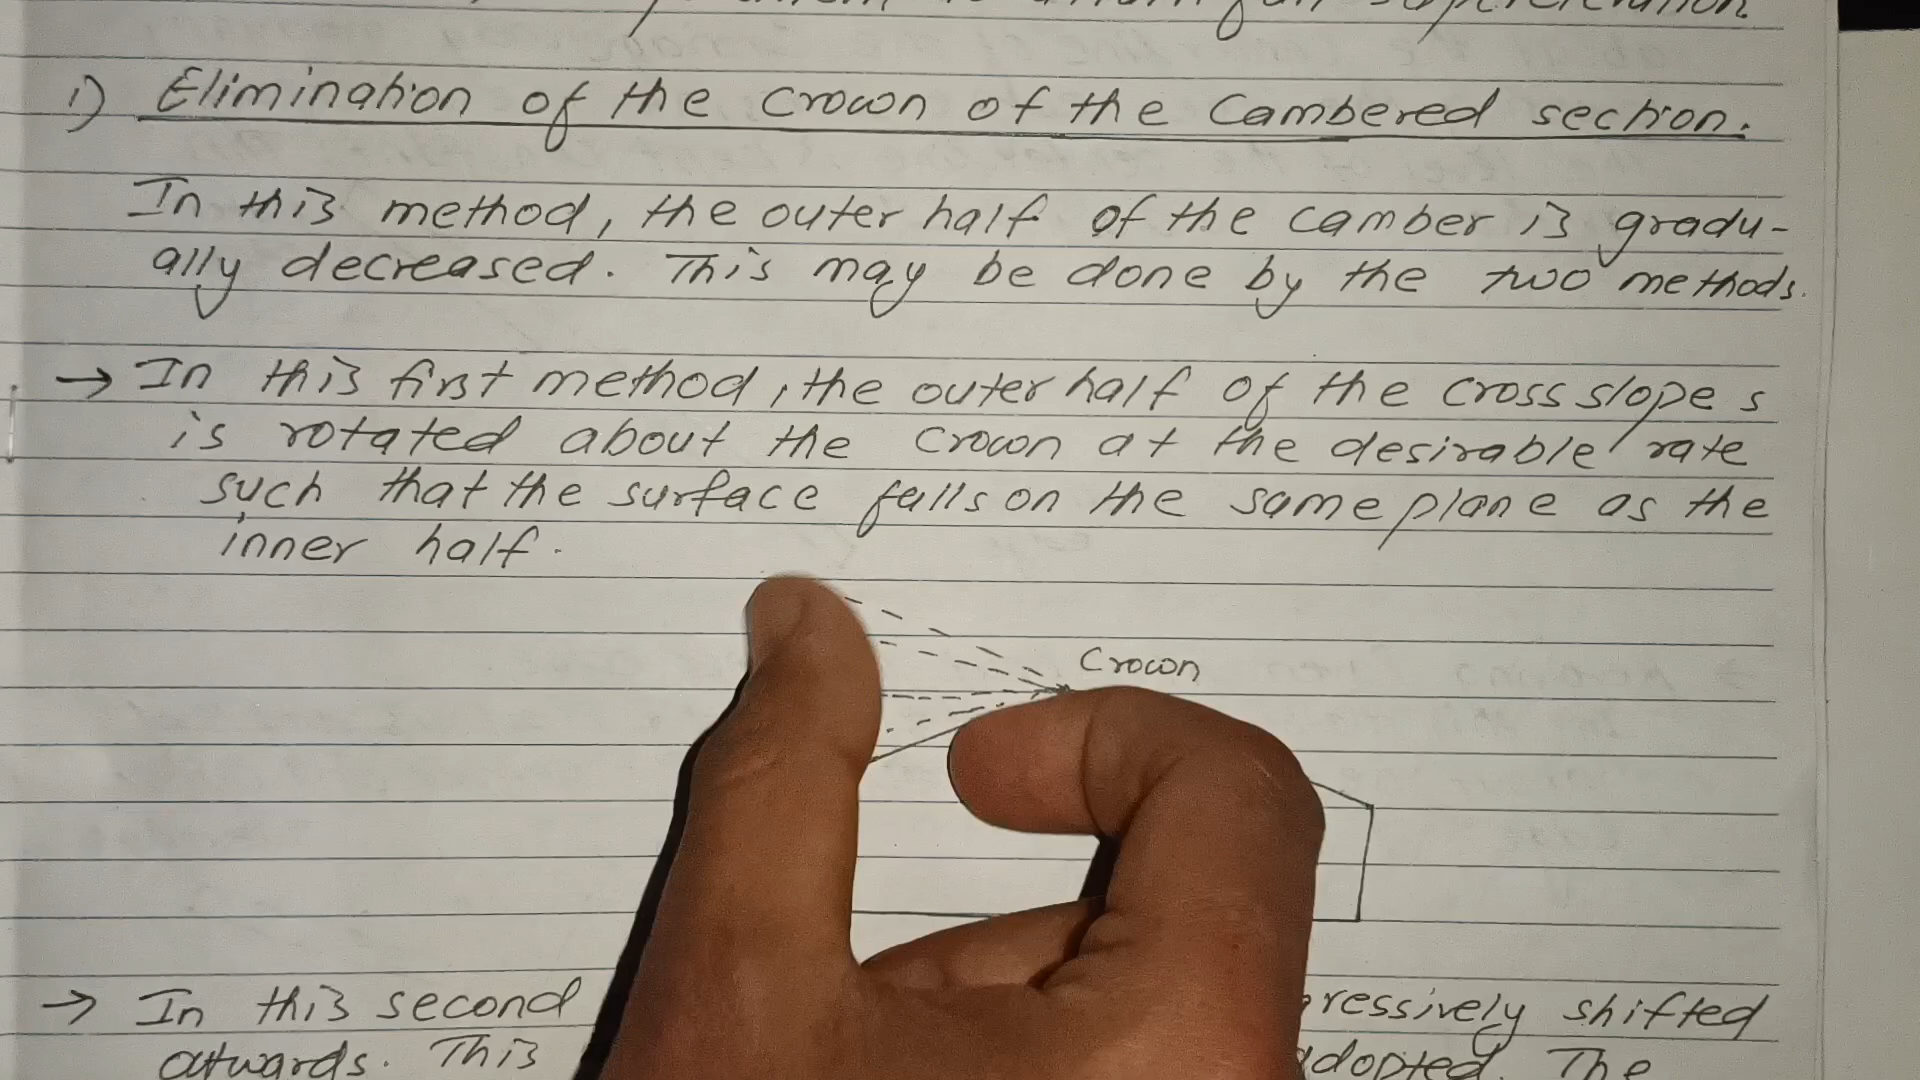 superelevation.
i) Elimination of the Crown of the Cambered section.
In this method, the outer half of the camber is gradu-
ally decreased. This may be done by the two methods.
→ In this first method, the outer half of the cross slope s
is rotated about the crown at the desirable rate
such that the surface falls on the same plane as the
inner half.
Crown
→ In this second ressively shifted
outwards. This adopted. The